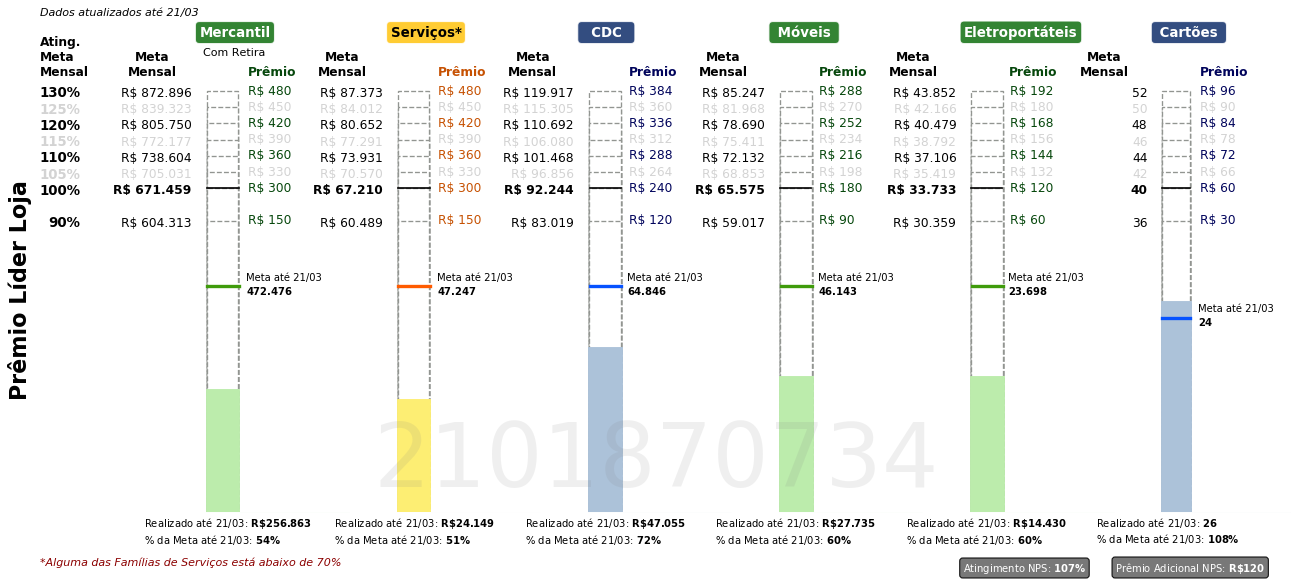 Dados atualizados até 21/03
Mercantil Serviços* CDC Móveis Eletroportáteis Cartões
Com Retira
Ating. Meta Mensal Meta Mensal Prêmio Meta Mensal Prêmio Meta Mensal Prêmio Meta Mensal Prêmio Meta Mensal Prêmio Meta Mensal Prêmio
130% R$ 872.896 R$ 480 R$ 87.373 R$ 480 R$ 119.917 R$ 384 R$ 85.247 R$ 288 R$ 43.852 R$ 192 52 R$ 96
125% R$ 839.323 R$ 450 R$ 84.012 R$ 450 R$ 115.305 R$ 360 R$ 81.968 R$ 270 R$ 42.166 R$ 180 50 R$ 90
120% R$ 805.750 R$ 420 R$ 80.652 R$ 420 R$ 110.692 R$ 336 R$ 78.690 R$ 252 R$ 40.479 R$ 168 48 R$ 84
115% R$ 772.177 R$ 390 R$ 77.291 R$ 390 R$ 106.080 R$ 312 R$ 75.411 R$ 234 R$ 38.792 R$ 156 46 R$ 78
110% R$ 738.604 R$ 360 R$ 73.931 R$ 360 R$ 101.468 R$ 288 R$ 72.132 R$ 216 R$ 37.106 R$ 144 44 R$ 72
105% R$ 705.031 R$ 330 R$ 70.570 R$ 330 R$ 96.856 R$ 264 R$ 68.853 R$ 198 R$ 35.419 R$ 132 42 R$ 66
100% R$ 671.459 R$ 300 R$ 67.210 R$ 300 R$ 92.244 R$ 240 R$ 65.575 R$ 180 R$ 33.733 R$ 120 40 R$ 60
90% R$ 604.313 R$ 150 R$ 60.489 R$ 150 R$ 83.019 R$ 120 R$ 59.017 R$ 90 R$ 30.359 R$ 60 36 R$ 30
Prêmio Líder Loja
Meta até 21/03 Meta até 21/03 Meta até 21/03 Meta até 21/03 Meta até 21/03
472.476 47.247 64.846 46.143 23.698
Meta até 21/03
24
2101870734
Realizado até 21/03: R$256.863 Realizado até 21/03: R$24.149 Realizado até 21/03: R$47.055 Realizado até 21/03: R$27.735 Realizado até 21/03: R$14.430 Realizado até 21/03: 26
% da Meta até 21/03: 54% % da Meta até 21/03: 51% % da Meta até 21/03: 72% % da Meta até 21/03: 60% % da Meta até 21/03: 60% % da Meta até 21/03: 108%
*Alguma das Famílias de Serviços está abaixo de 70%
Atingimento NPS: 107% Prêmio Adicional NPS: R$120